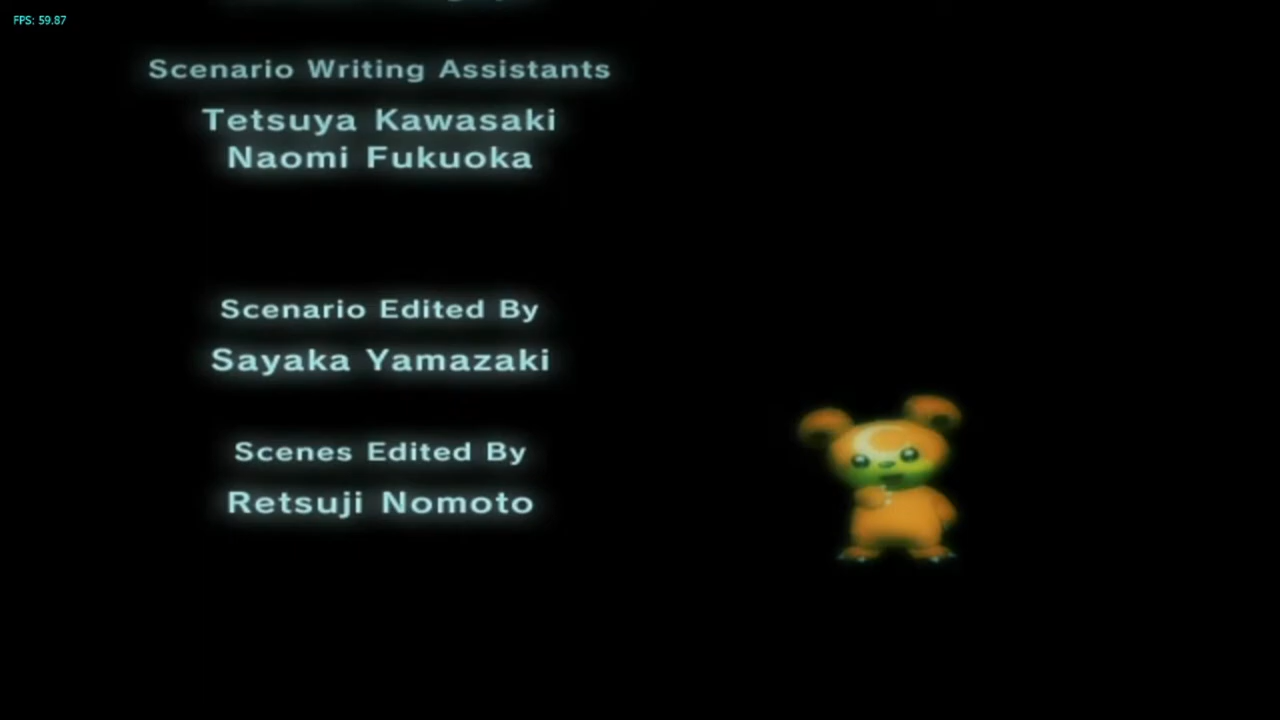 FPS: 59.87
Scenario Writing Assistants
Tetsuya Kawasaki
Naomi Fukuoka
Scenario Edited By
Sayaka Yamazaki
Scenes Edited By
Retsuji Nomoto